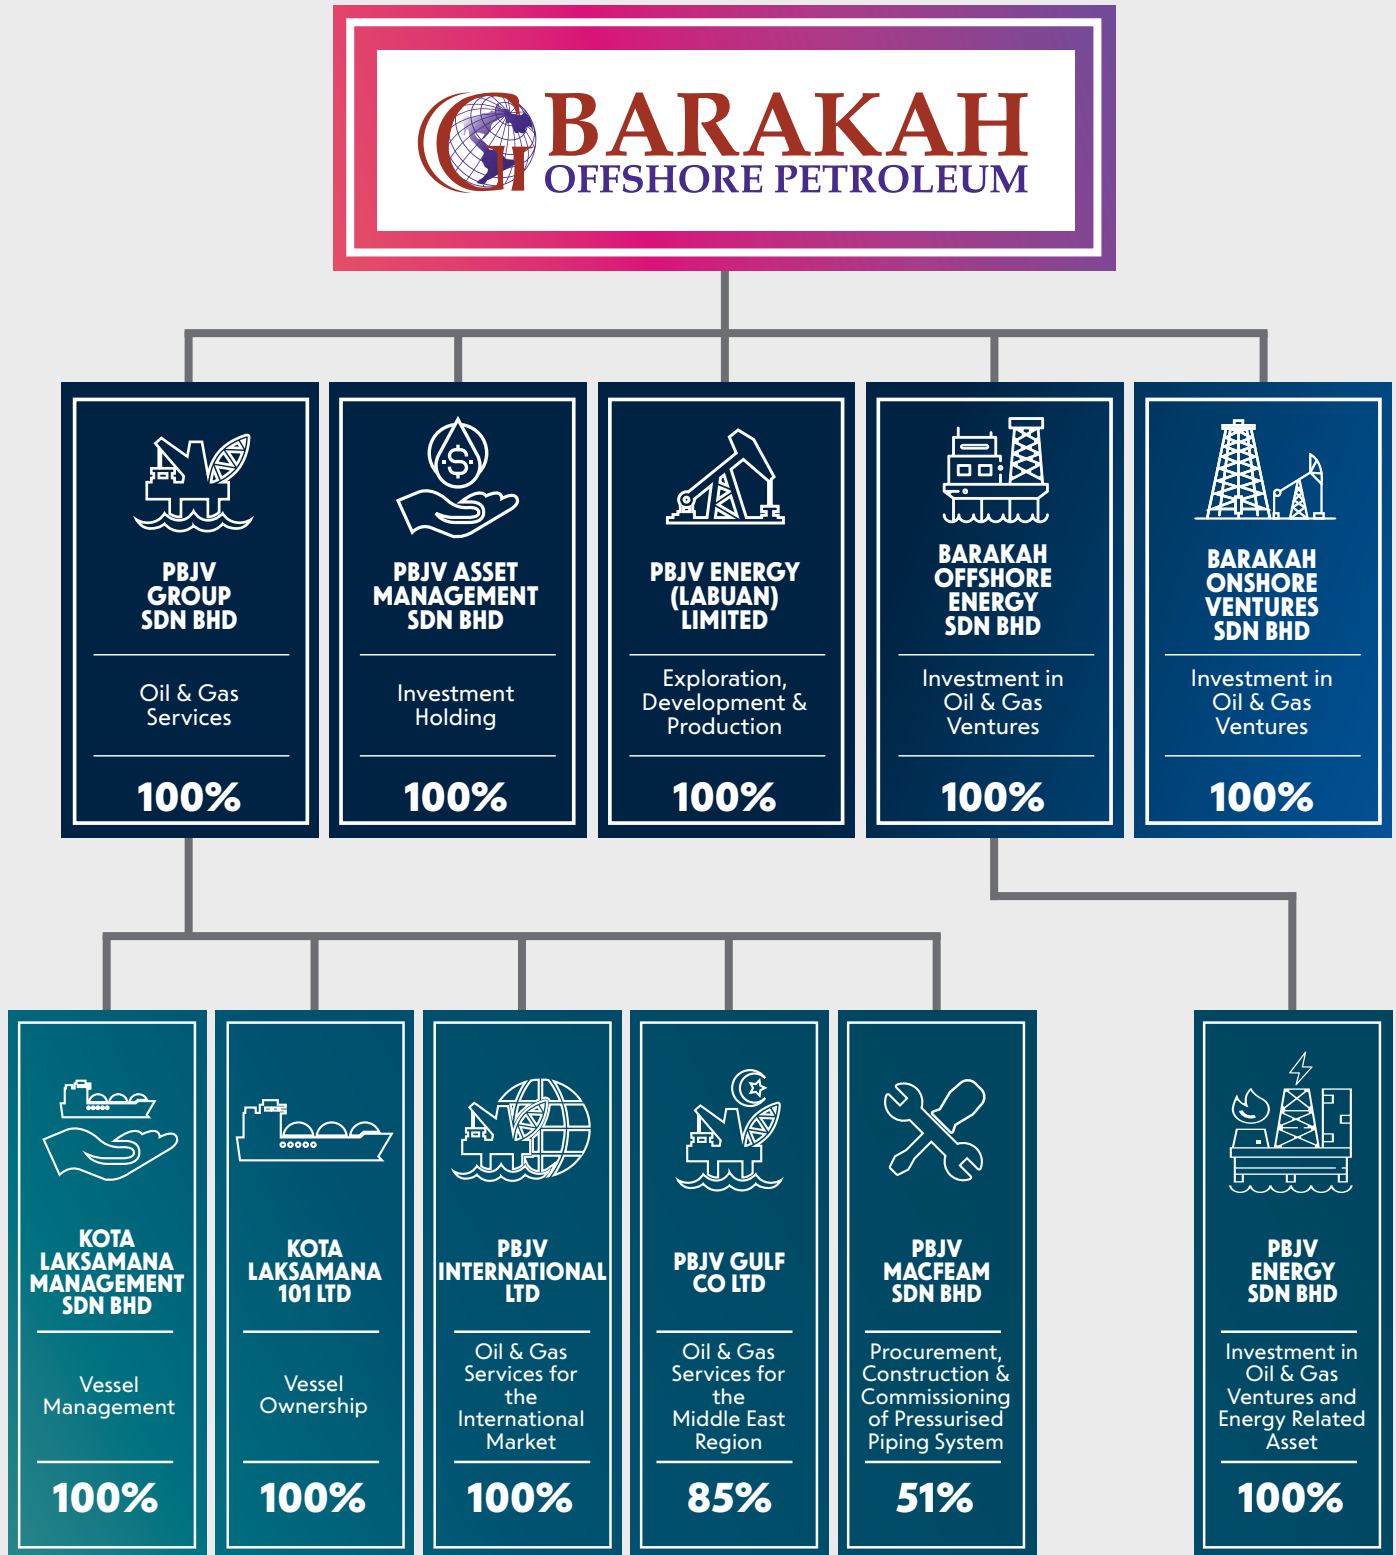 BARAKAH
OFFSHORE PETROLEUM
PBJV
GROUP
SDN BHD
Oil & Gas
Services
100%
PBJV ASSET
MANAGEMENT
SDN BHD
Investment
Holding
100%
PBJV ENERGY
(LABUAN)
LIMITED
Exploration,
Development &
Production
100%
BARAKAH
OFFSHORE
ENERGY
SDN BHD
Investment in
Oil & Gas
Ventures
100%
BARAKAH
ONSHORE
VENTURES
SDN BHD
Investment in
Oil & Gas
Ventures
100%
KOTA
LAKSAMANA
MANAGEMENT
SDN BHD
Vessel
Management
100%
KOTA
LAKSAMANA
101 LTD
Vessel
Ownership
100%
PBJV
INTERNATIONAL
LTD
Oil & Gas
Services for
the
International
Market
100%
PBJV GULF
CO LTD
Oil & Gas
Services for
the
Middle East
Region
85%
PBJV
MACFEAM
SDN BHD
Procurement,
Construction &
Commissioning
of Pressurised
Piping System
51%
PBJV
ENERGY
SDN BHD
Investment in
Oil & Gas
Ventures and
Energy Related
Asset
100%